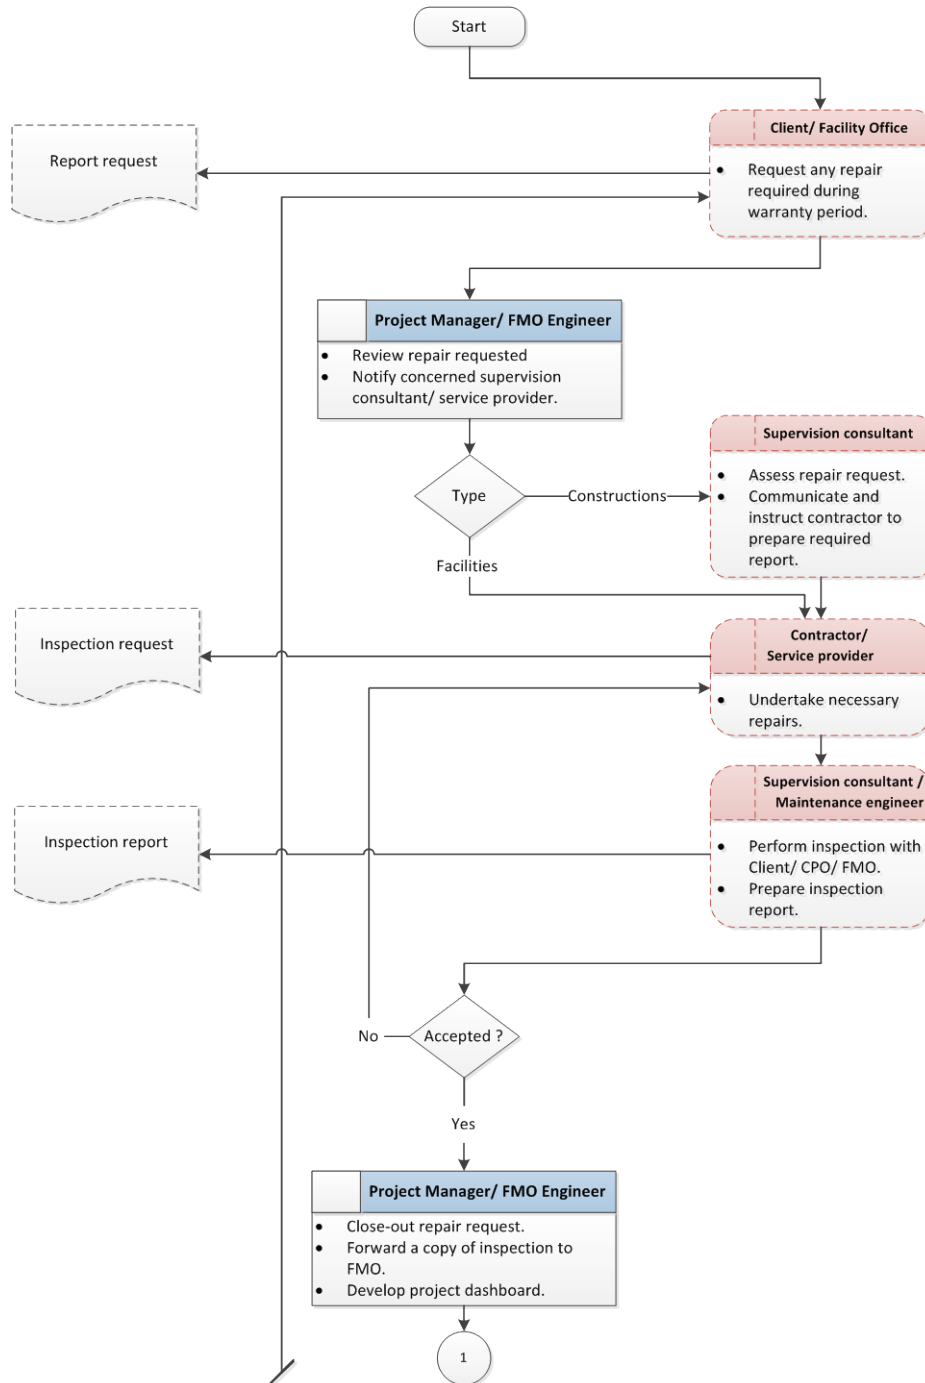 Start
Client/ Facility Office
Report request
• Request any repair
required during
warranty period.
Project Manager/ FMO Engineer
• Review repair requested
• Notify concerned supervision
consultant/ service provider.
Supervision consultant
• Assess repair request.
• Communicate and
instruct contractor to
prepare required
report.
Type
Constructions
Facilities
Inspection request
Contractor/
Service provider
• Undertake necessary
repairs.
Supervision consultant /
Maintenance engineer
Inspection report
• Perform inspection with
Client/ CPO/ FMO.
• Prepare inspection
report.
No
Accepted ?
Yes
Project Manager/ FMO Engineer
• Close-out repair request.
• Forward a copy of inspection to
FMO.
• Develop project dashboard.
1